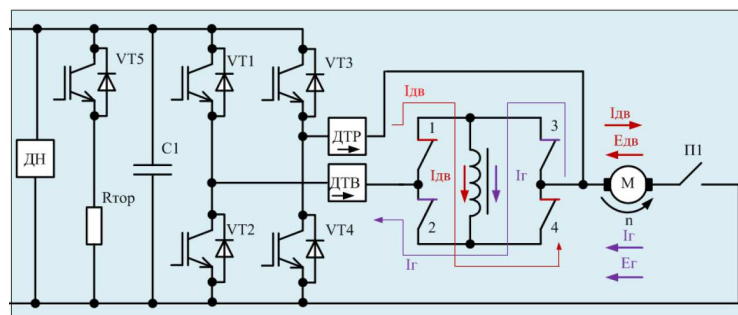 VT5
VT1
VT3
ДН
C1
Rтор
VT2
VT4
ДТР
ДТВ
Iдв
1
3
Iг
Iдв
2
4
Iг
Iдв
Eдв
П1
М
n
Iг
Eг